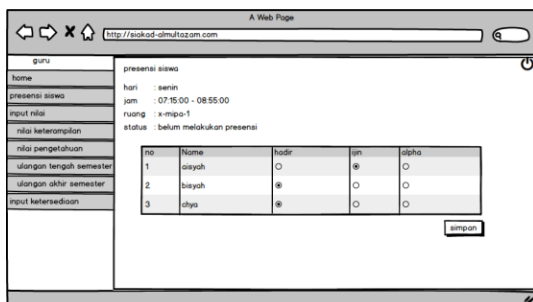 A Web Page
http://siakad-almultazam.com
guru
home
presensi siswa
input nilai
nilai keterampilan
nilai pengetahuan
ulangan tengah semester
ulangan akhir semester
input ketersediaan
presensi siswa
hari : senin
jam : 07:15:00 - 08:55:00
ruang : x-mipa-1
status : belum melakukan presensi
no Name hadir ijin alpha
1 aisyah
2 bisyah
3 chya
simpan